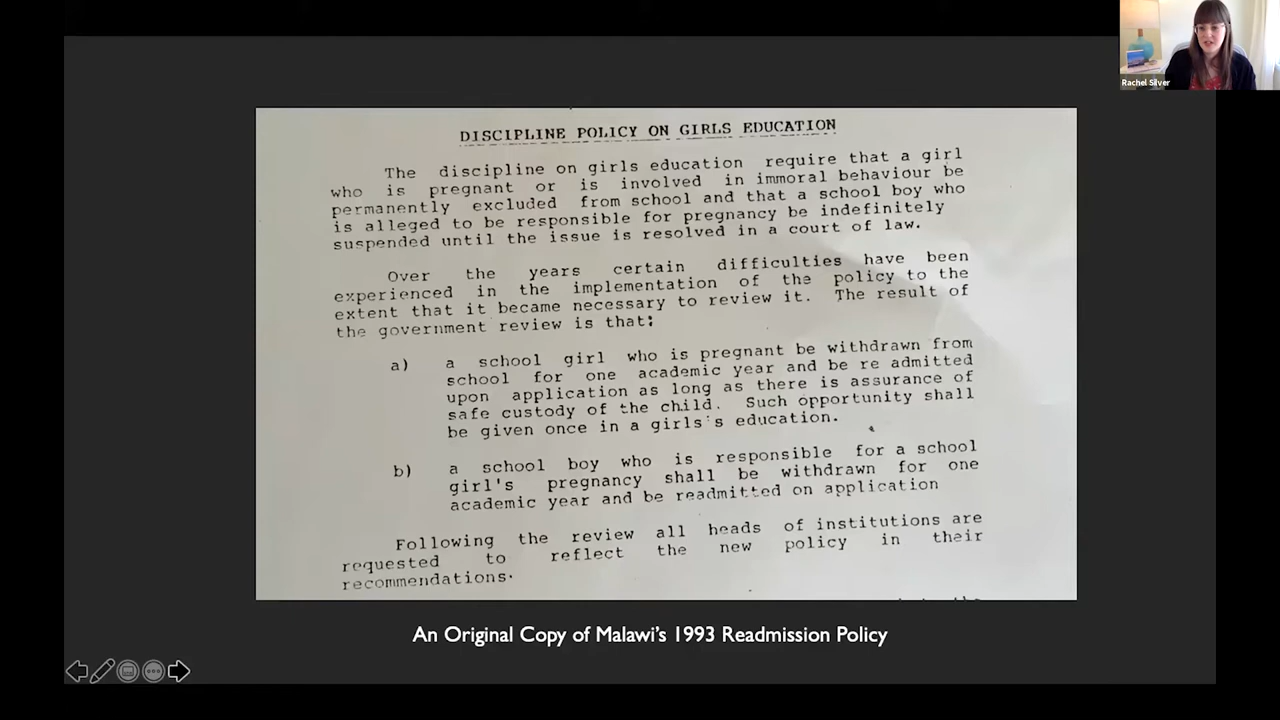 Rachel Silver
DISCIPLINE POLICY ON GIRLS EDUCATION
The discipline on girls education require that a girl
who is pregnant or is involved in immoral behaviour be
permanently excluded from school and that a school boy who
is alleged to be responsible for pregnancy be indefinitely
suspended until the issue is resolved in a court of law.
Over the years certain difficulties have been
experienced in the implementation of the policy to the
extent that it became necessary to review it. The result of
the government review is that:
a) a school girl who is pregnant be withdrawn from
school for one academic year and be re admitted
upon application as long as there is assurance of
safe custody of the child. Such opportunity shall
be given once in a girls's education.
b) a school boy who is responsible for a school
girl's pregnancy shall be withdrawn for one
academic year and be readmitted on application
Following the review all heads of institutions are
requested to reflect the new policy in their
recommendations.
An Original Copy of Malawi's 1993 Readmission Policy